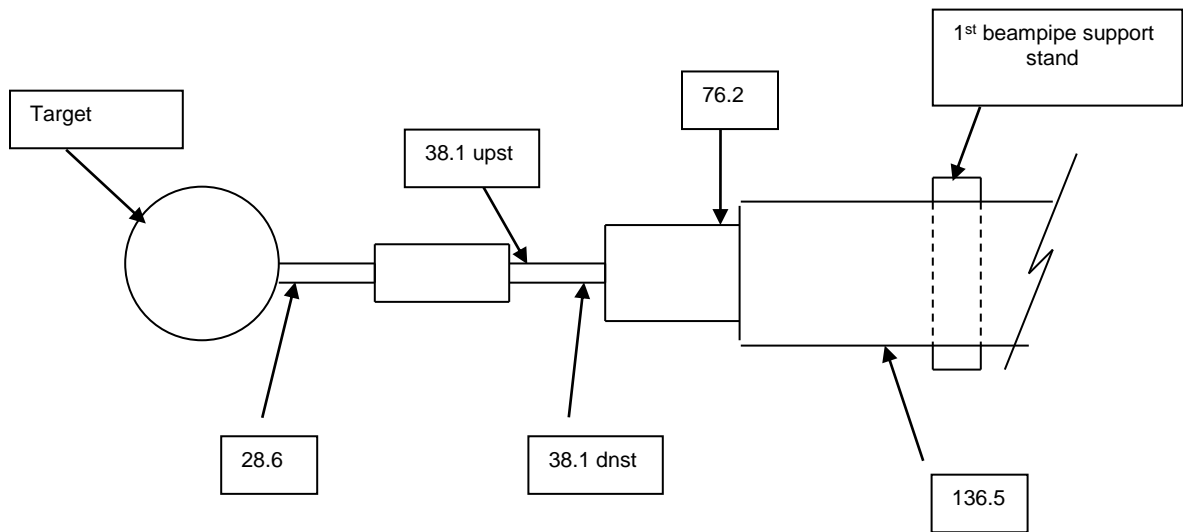 1st beampipe support
stand
76.2
Target
38.1 upst
28.6
38.1 dnst
136.5